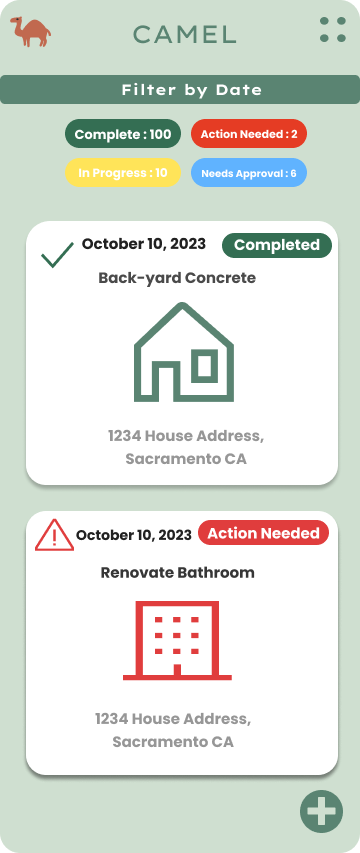 CAMEL
Filter by Date
Complete : 100
Action Needed : 2
In Progress : 10
Needs Approval : 6
October 10, 2023
Completed
Back-yard Concrete
1234 House Address,
Sacramento CA
October 10, 2023
Action Needed
Renovate Bathroom
1234 House Address,
Sacramento CA